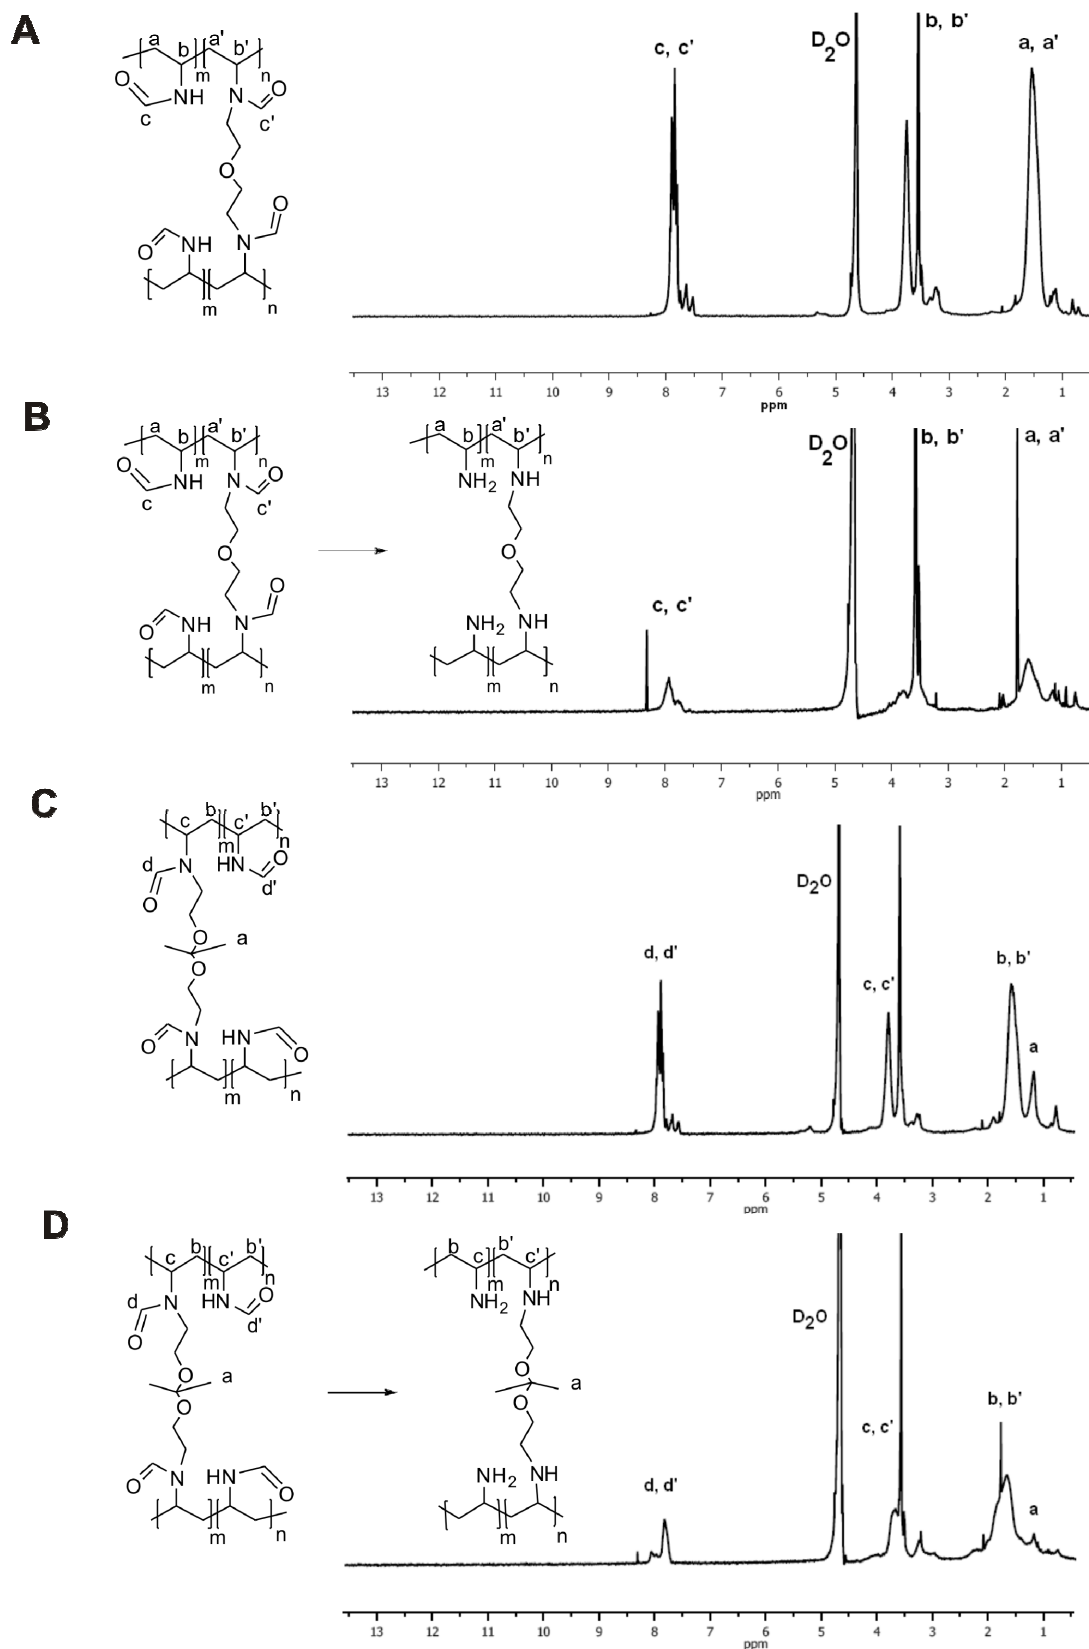 A
a b a' b'
m n
O NH N O
c c'
O
O
O NH N O
m n
c, c' D2O b, b' a, a'
13 12 11 10 9 8 7 6 5 4 3 2 1
ppm
B
a b a' b'
m n
O NH N O
c c'
O
O
O NH N
m n
a b a' b'
m n
NH2 NH
O
NH2 NH
m n
c, c' D2O b, b' a, a'
13 12 11 10 9 8 7 6 5 4 3 2 1
ppm
C
c b c' b'
m n
d N HN O
O d'
O a
O
O N HN O
m n
d, d' D2O c, c' b, b' a
13 12 11 10 9 8 7 6 5 4 3 2 1
ppm
D
c b c' b'
m n
d N HN O
O d'
O a
O
O N HN O
m n
b c b' c'
m n
NH2 NH
O a
O
NH2 NH
m n
d, d' D2O c, c' b, b' a
13 12 11 10 9 8 7 6 5 4 3 2 1
ppm